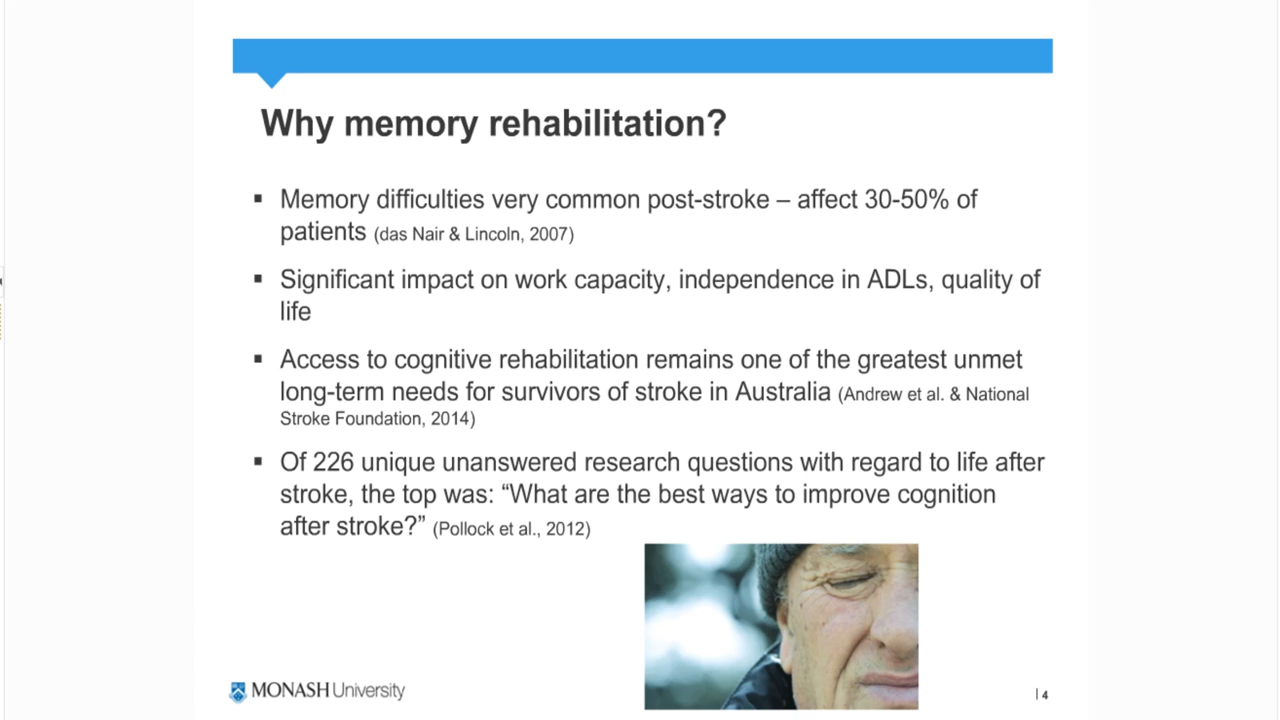 Why memory rehabilitation?
▪ Memory difficulties very common post-stroke – affect 30-50% of
patients (das Nair & Lincoln, 2007)
▪ Significant impact on work capacity, independence in ADLs, quality of
life
▪ Access to cognitive rehabilitation remains one of the greatest unmet
long-term needs for survivors of stroke in Australia (Andrew et al. & National
Stroke Foundation, 2014)
▪ Of 226 unique unanswered research questions with regard to life after
stroke, the top was: “What are the best ways to improve cognition
after stroke?” (Pollock et al., 2012)
MONASH University
| 4